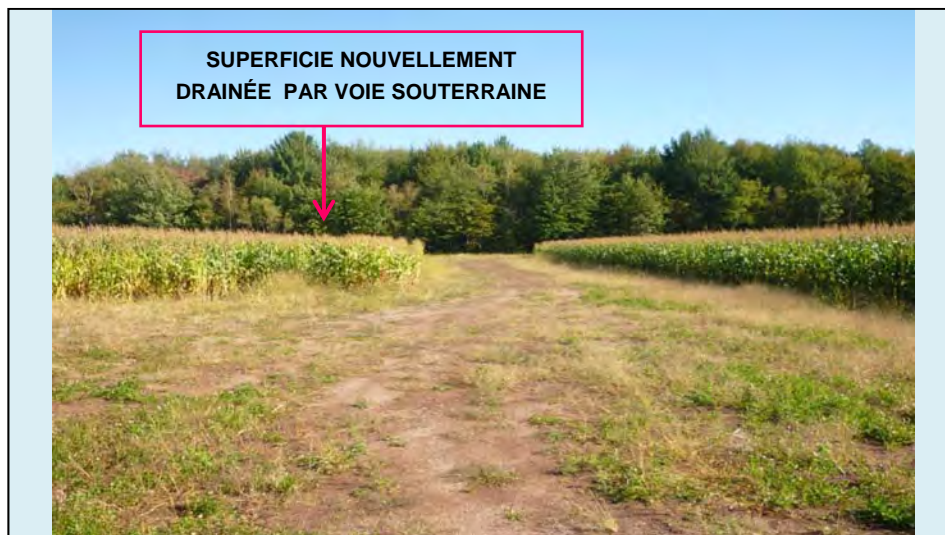 SUPERFICIE NOUVELLEMENT
DRAINÉE PAR VOIE SOUTERRAINE